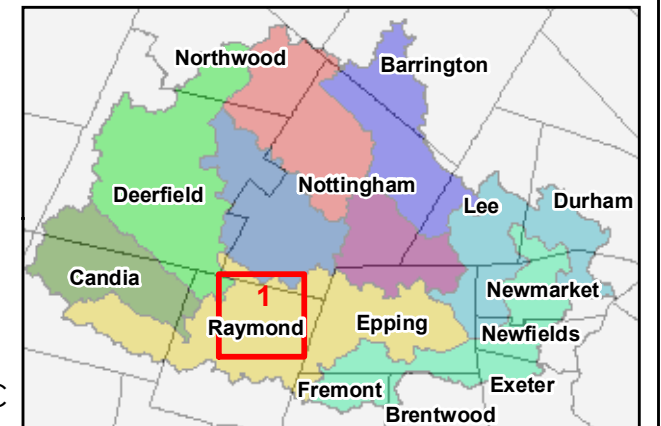 Northwood
Barrington
Nottingham
Deerfield
Lee
Durham
Candia
1
Newmarket
Raymond
Epping
Newfields
Fremont
Exeter
C
Brentwood